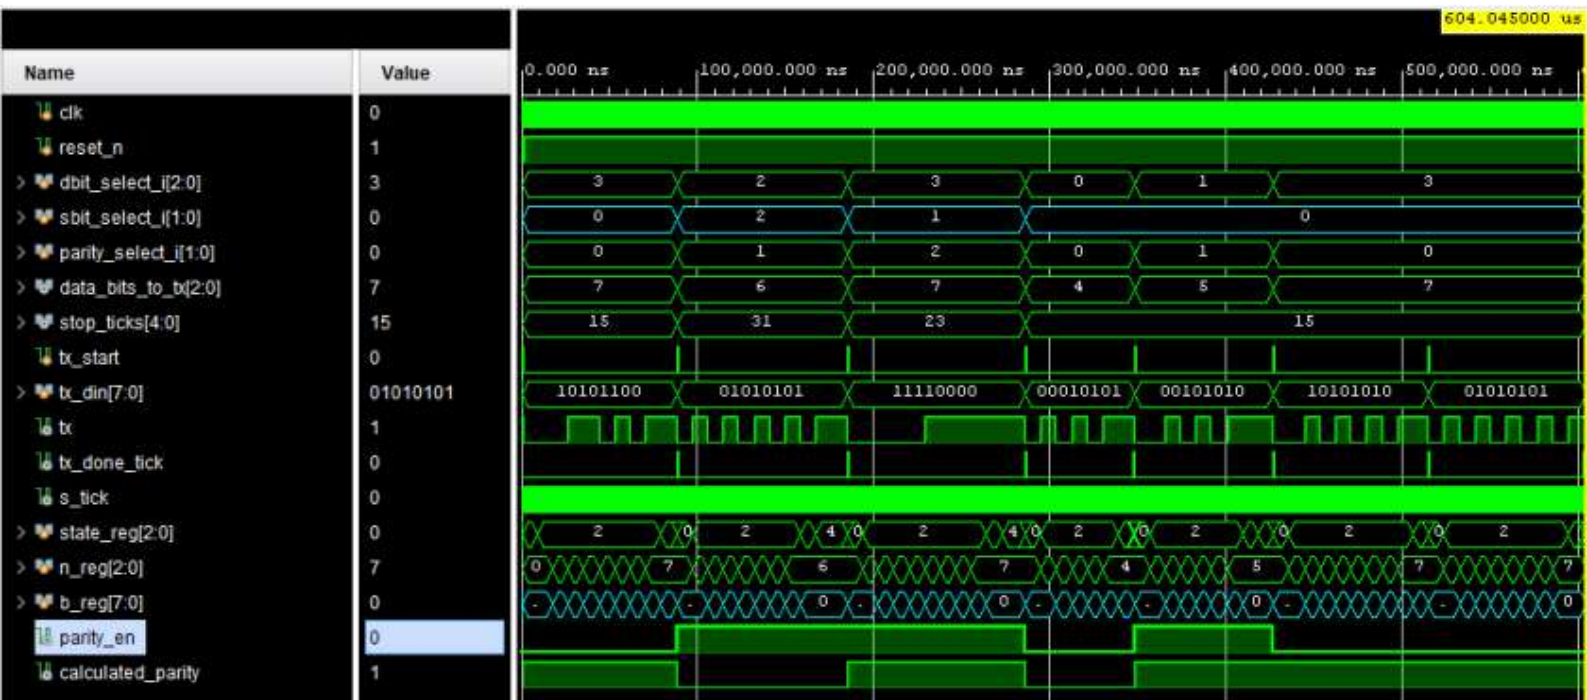 604.045000 us
Name Value 0.000 ns 100,000.000 ns 200,000.000 ns 300,000.000 ns 400,000.000 ns 500,000.000 ns
clk 0
reset_n 1
dbit_select_i[2:0] 3 3 2 3 0 1 3
sbit_select_i[1:0] 0 0 2 1 0
parity_select_i[1:0] 0 0 1 2 0 1 0
data_bits_to_tx[2:0] 7 7 6 7 4 5 7
stop_ticks[4:0] 15 15 31 23 15
tx_start 0
tx_din[7:0] 01010101 10101100 01010101 11110000 00010101 00101010 10101010 01010101
tx 1
tx_done_tick 0
s_tick 0
state_reg[2:0] 0 2 0 2 4 0 2 4 0 2 0 2 0 2 0 2
n_reg[2:0] 7 0 7 6 7 4 5 7 7
b_reg[7:0] 0 - - 0 - 0 - - 0 - - 0
parity_en 0
calculated_parity 1